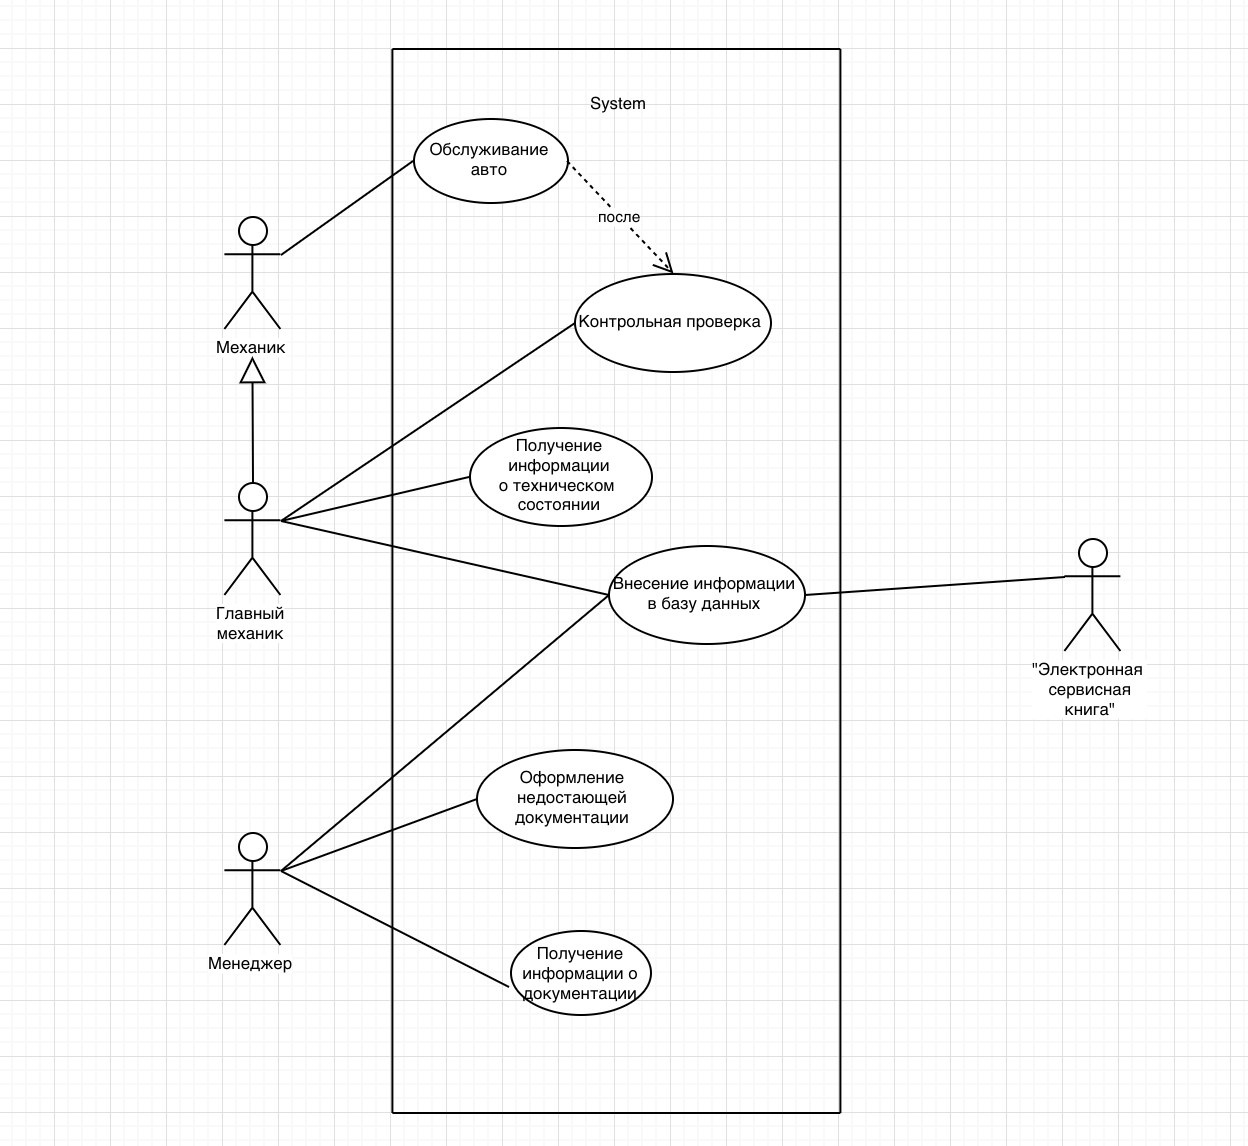 System
Обслуживание
авто
после
Механик
Контрольная проверка
Получение
информации
о техническом
состоянии
Главный
механик
Внесение информации
в базу данных
"Электронная
сервисная
книга"
Оформление
недостающей
документации
Менеджер
Получение
информации о
документации